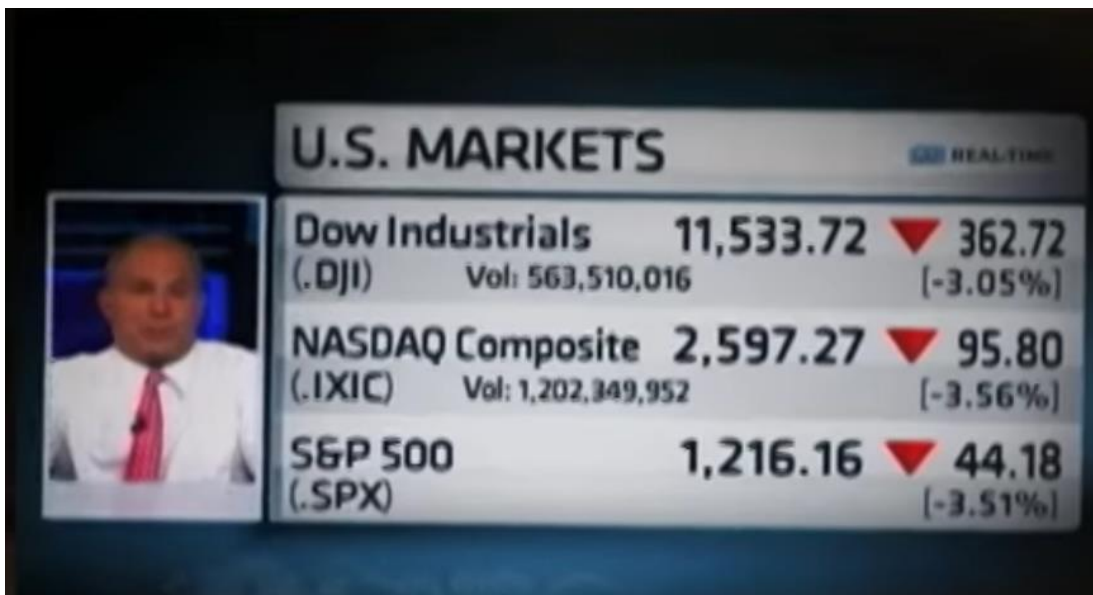 U.S. MARKETS
REAL-TIME
Dow Industrials 11,533.72 ▼ 362.72
(.DJI) Vol: 563,510,016 [-3.05%]
NASDAQ Composite 2,597.27 ▼ 95.80
(.IXIC) Vol: 1,202,349,952 [-3.56%]
S&P 500 1,216.16 ▼ 44.18
(.SPX) [-3.51%]